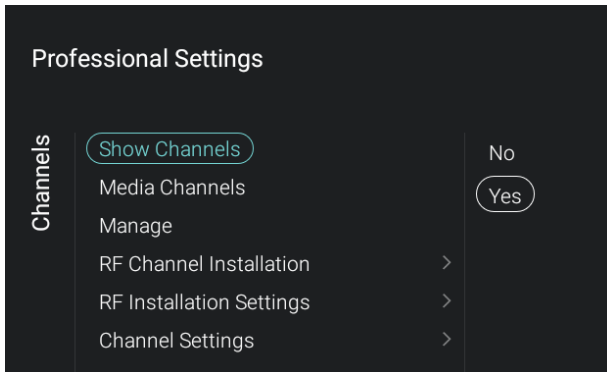 Professional Settings
Channels
Show Channels
Media Channels
Manage
RF Channel Installation
RF Installation Settings
Channel Settings
No
Yes